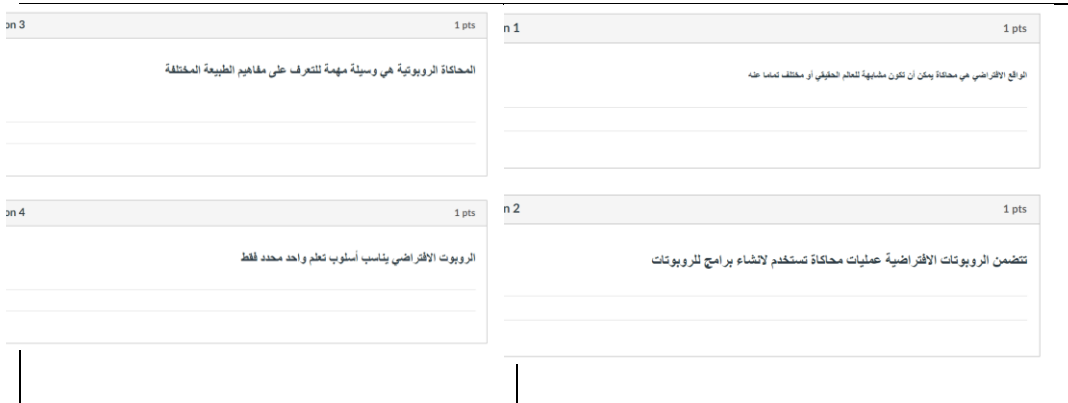 n 1 1 pts
الواقع الافتراضي هي محاكاة يمكن أن تكون مشابهة للعالم الحقيقي أو مختلف تماما عنه
n 2 1 pts
تتضمن الروبوتات الافتراضية عمليات محاكاة تستخدم لانشاء برامج للروبوتات
on 3 1 pts
المحاكاة الروبوتية هي وسيلة مهمة للتعرف على مفاهيم الطبيعة المختلفة
on 4 1 pts
الروبوت الافتراضي يناسب أسلوب تعلم واحد محدد فقط